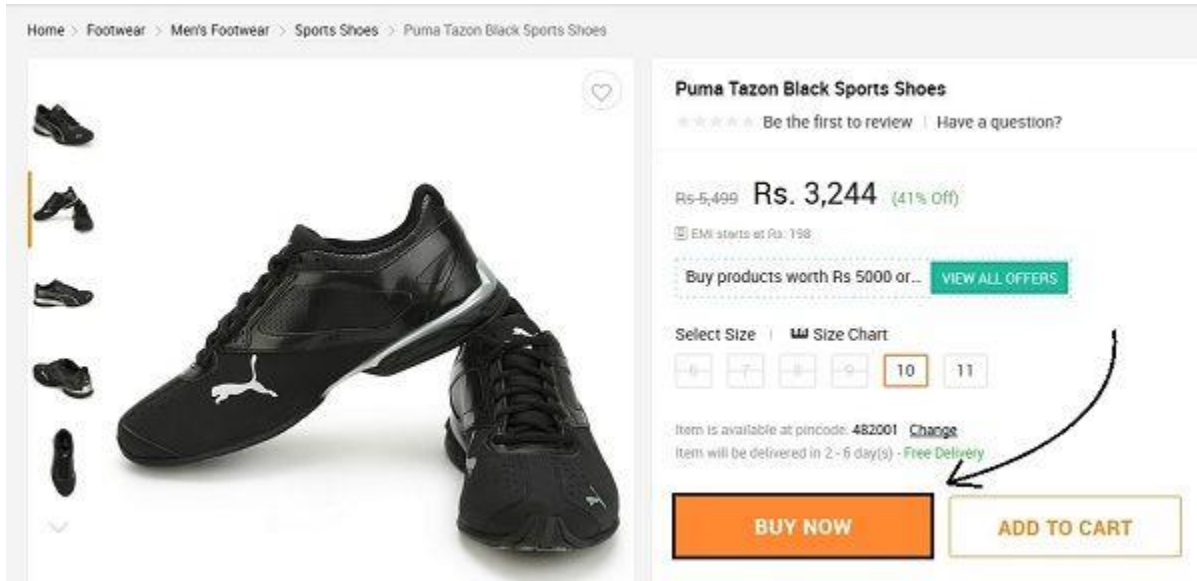 Home > Footwear > Men's Footwear > Sports Shoes > Puma Tazon Black Sports Shoes
Puma Tazon Black Sports Shoes
Be the first to review | Have a question?
Rs 5,499 Rs. 3,244 (41% Off)
EMI starts at Rs. 198
Buy products worth Rs 5000 or... VIEW ALL OFFERS
Select Size | Size Chart
6 7 8 9 10 11
Item is available at pincode: 482001 Change
Item will be delivered in 2 - 6 day(s) - Free Delivery
BUY NOW ADD TO CART